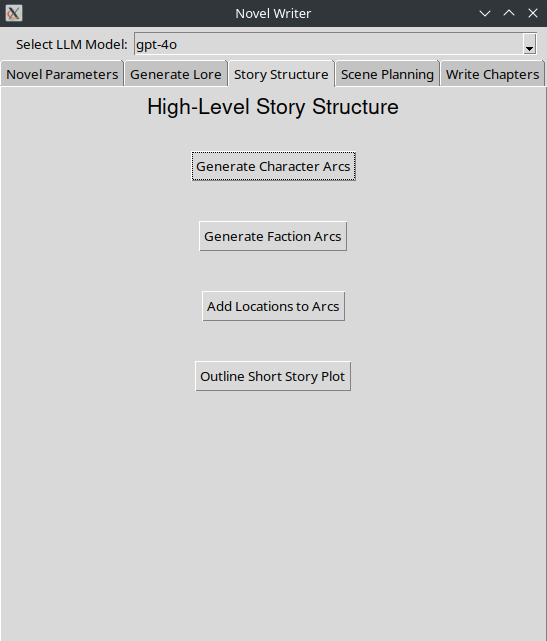 Novel Writer
Select LLM Model: gpt-4o
Novel Parameters Generate Lore Story Structure Scene Planning Write Chapters
High-Level Story Structure
Generate Character Arcs
Generate Faction Arcs
Add Locations to Arcs
Outline Short Story Plot